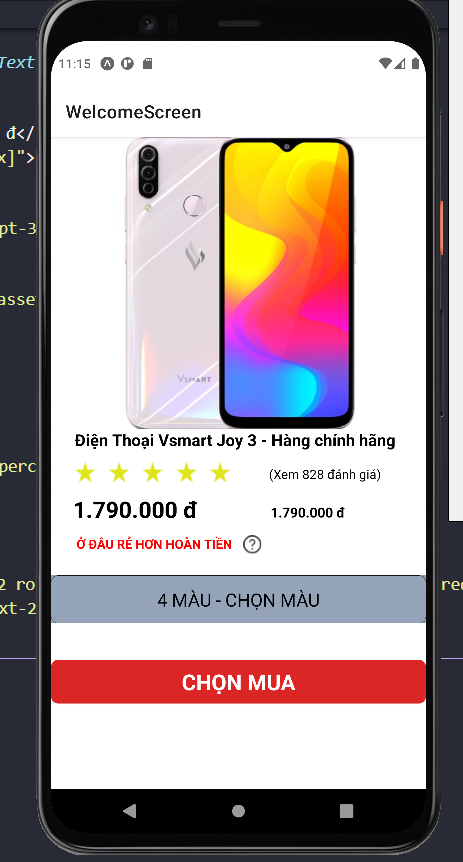 Text
11:15
WelcomeScreen
đ</
x]">
pt-3
asse
VSMART
Điện Thoại Vsmart Joy 3 - Hàng chính hãng
perc
(Xem 828 đánh giá)
1.790.000 đ
1.790.000 đ
Ở ĐÂU RẺ HƠN HOÀN TIỀN ?
2 ro
rec
xt-2
4 MÀU - CHỌN MÀU
CHỌN MUA